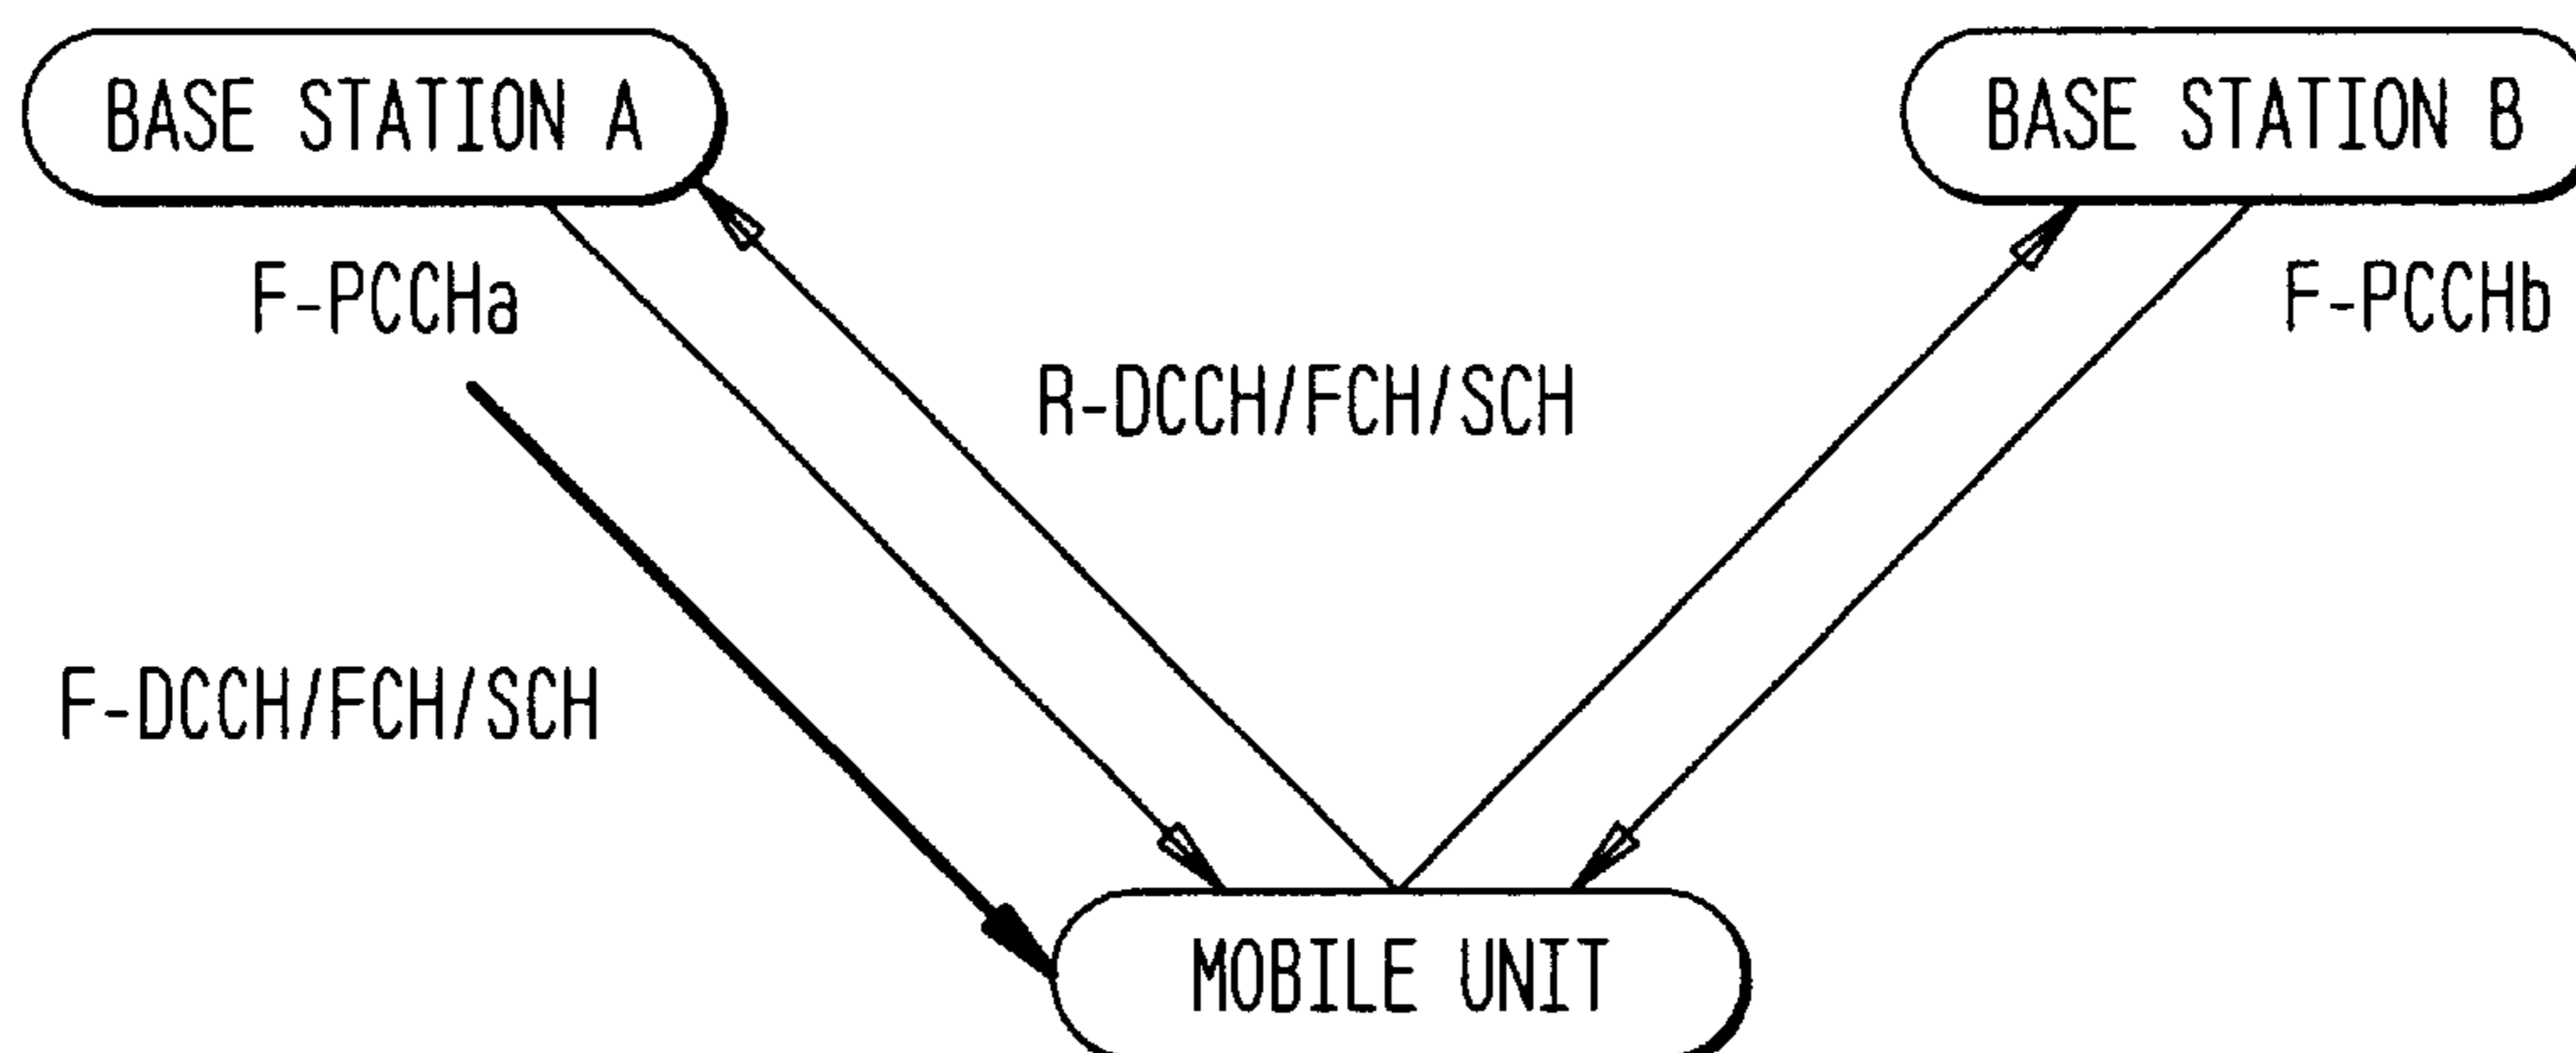 BASE STATION A
BASE STATION B
F-PCCHa
F-PCCHb
R-DCCH/FCH/SCH
F-DCCH/FCH/SCH
MOBILE UNIT